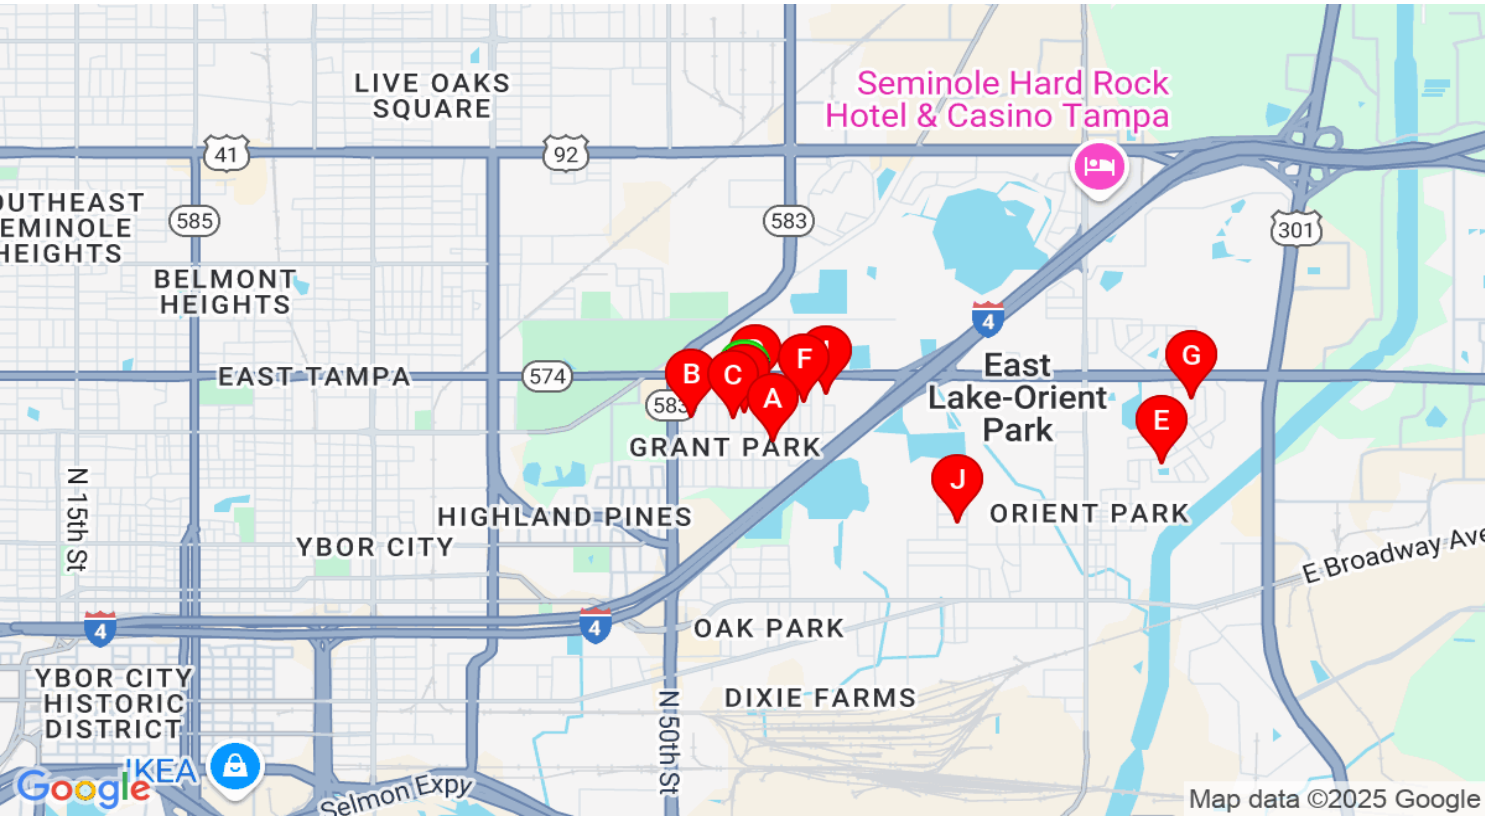 LIVE OAKS
SQUARE
Seminole Hard Rock
Hotel & Casino Tampa
41
92
OUTHEAST
EMINOLE
HEIGHTS
585
583
301
BELMONT
HEIGHTS
4
EAST TAMPA
574
583
B
C
A
F
G
E
J
East
Lake-Orient
Park
GRANT PARK
N 15th St
HIGHLAND PINES
ORIENT PARK
YBOR CITY
E Broadway Ave
4
4
OAK PARK
YBOR CITY
HISTORIC
DISTRICT
DIXIE FARMS
N 50th St
IKEA
Google
Selmon Expy
Map data ©2025 Google